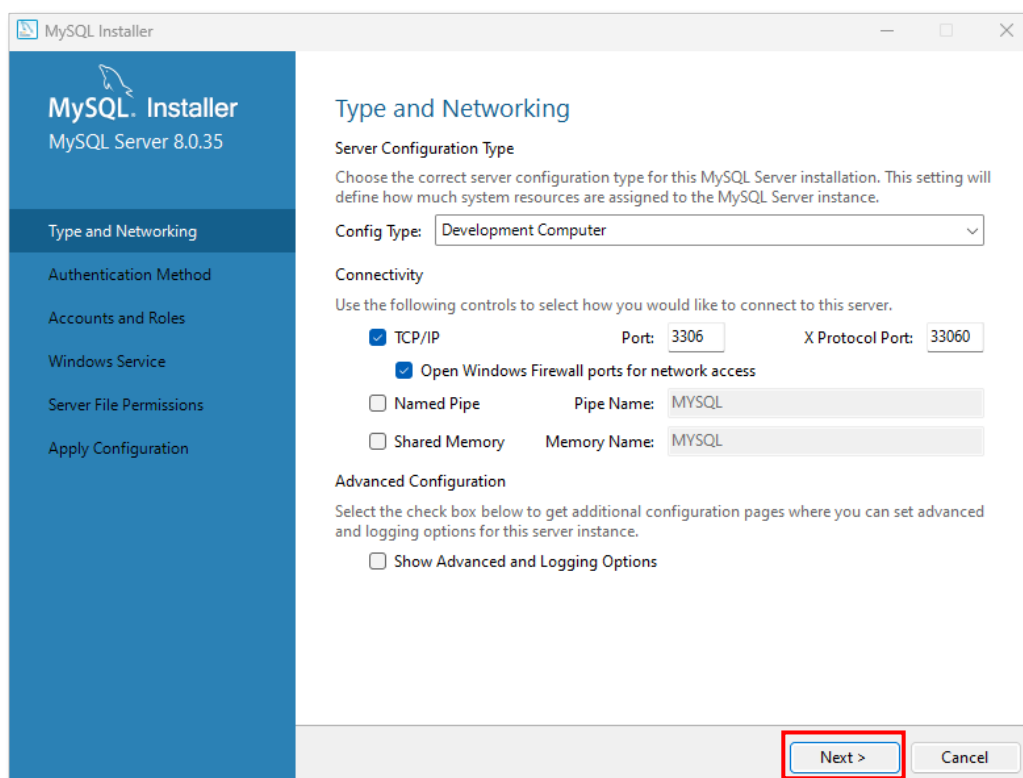 MySQL Installer
MySQL. Installer
MySQL Server 8.0.35
Type and Networking
Authentication Method
Accounts and Roles
Windows Service
Server File Permissions
Apply Configuration
Type and Networking
Server Configuration Type
Choose the correct server configuration type for this MySQL Server installation. This setting will
define how much system resources are assigned to the MySQL Server instance.
Config Type: Development Computer
Connectivity
Use the following controls to select how you would like to connect to this server.
TCP/IP Port: 3306 X Protocol Port: 33060
Open Windows Firewall ports for network access
Named Pipe Pipe Name: MYSQL
Shared Memory Memory Name: MYSQL
Advanced Configuration
Select the check box below to get additional configuration pages where you can set advanced
and logging options for this server instance.
Show Advanced and Logging Options
Next > Cancel